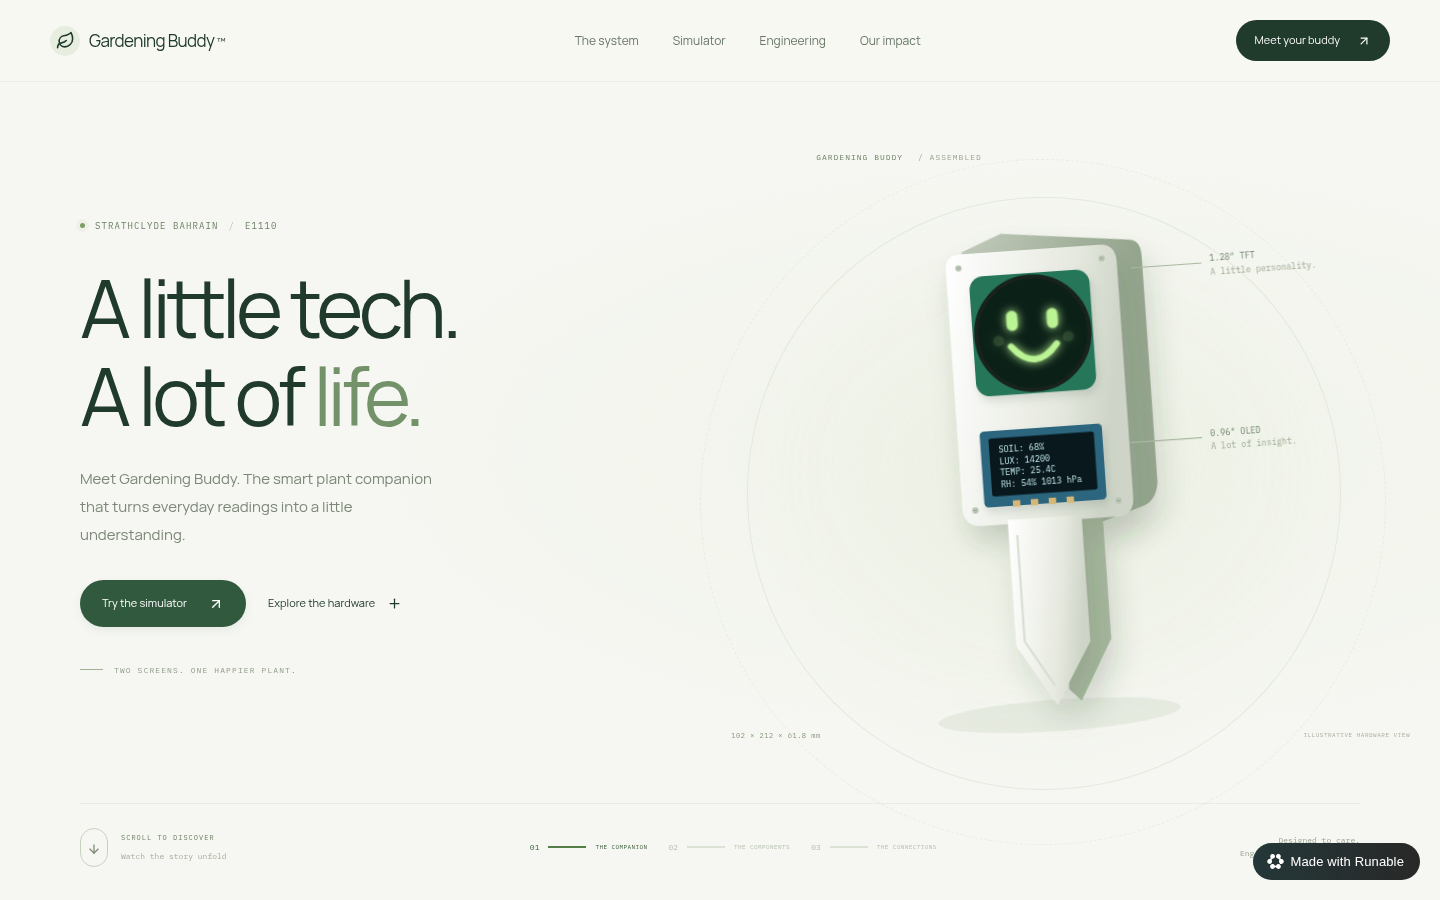 Gardening Buddy™
The system
Simulator
Engineering
Our impact
Meet your buddy
GARDENING BUDDY / ASSEMBLED
STRATHCLYDE BAHRAIN / E1110
A little tech.
A lot of life.
Meet Gardening Buddy. The smart plant companion
that turns everyday readings into a little
understanding.
Try the simulator
Explore the hardware
TWO SCREENS. ONE HAPPIER PLANT.
1.28" TFT
A little personality.
0.96" OLED
A lot of insight.
SOIL: 68%
LUX: 14200
TEMP: 25.4C
RH: 54% 1013 hPa
102 × 212 × 61.8 mm
ILLUSTRATIVE HARDWARE VIEW
SCROLL TO DISCOVER
Watch the story unfold
01 THE COMPANION
02 THE COMPONENTS
03 THE CONNECTIONS
Designed to care.
Made with Runable